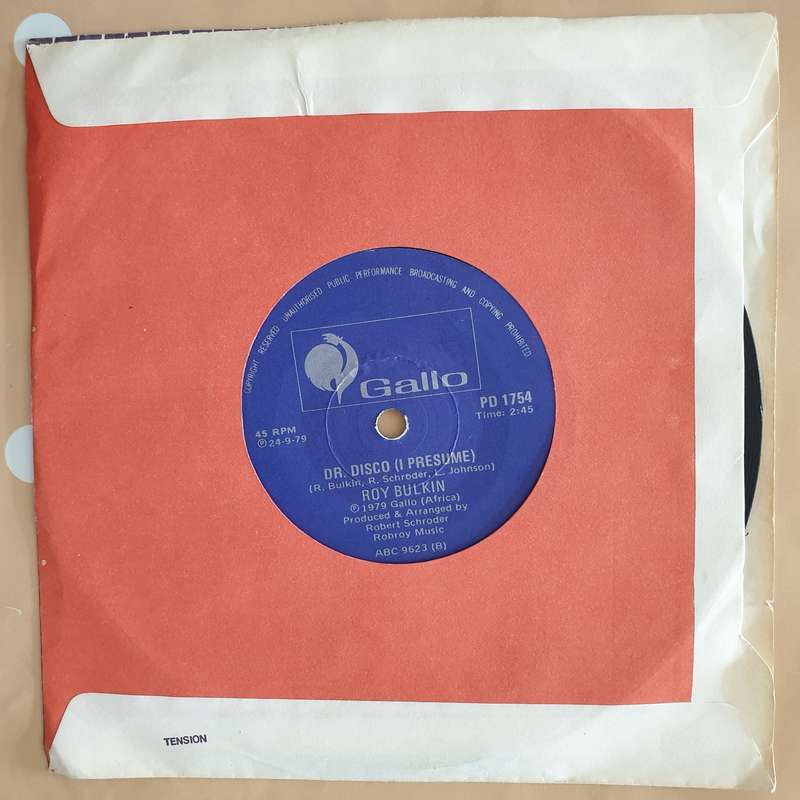 COPYRIGHT RESERVED UNAUTHORISED PUBLIC PERFORMANCE BROADCASTING AND COPYING PROHIBITED
Gallo
PD 1754
Time: 2:45
45 RPM
℗24-9-79
DR. DISCO (I PRESUME)
(R. Bulkin, R. Schroder, L. Johnson)
ROY BULKIN
℗1979 Gallo (Africa)
Produced & Arranged by
Robert Schroder
Robroy Music
ABC 9623 (B)
TENSION